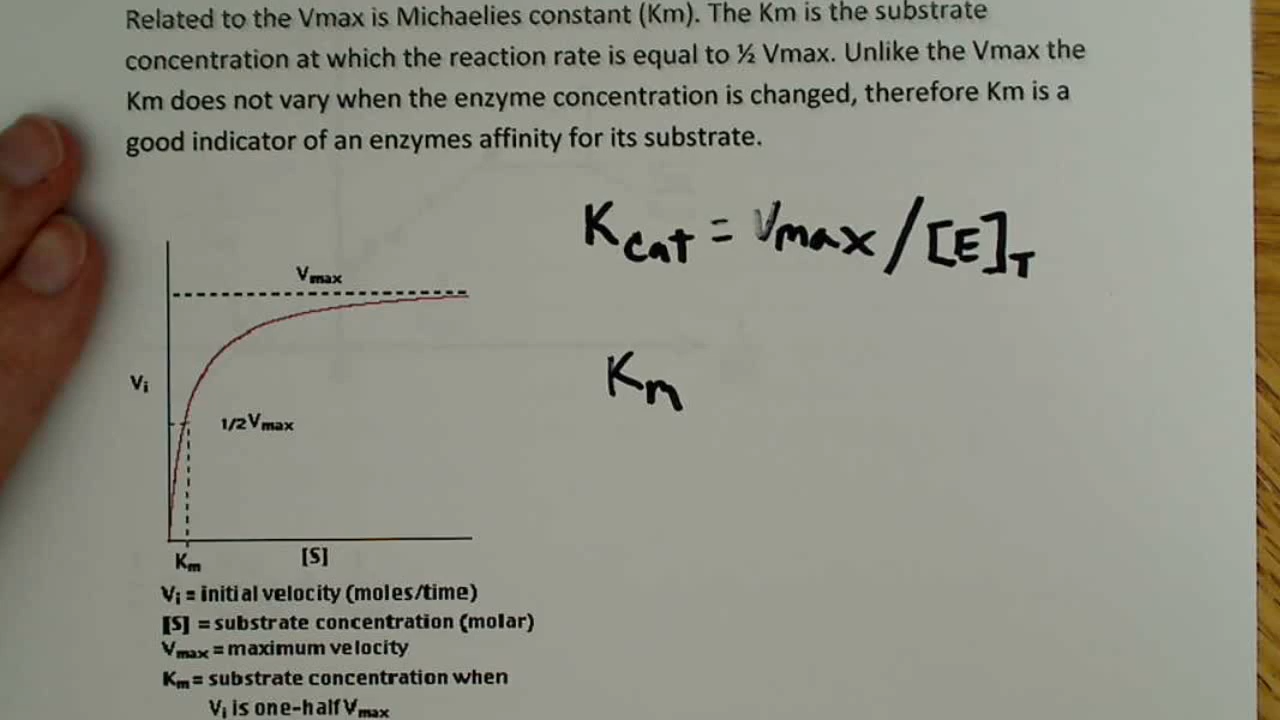 Related to the Vmax is Michaelies constant (Km). The Km is the substrate
concentration at which the reaction rate is equal to ½ Vmax. Unlike the Vmax the
Km does not vary when the enzyme concentration is changed, therefore Km is a
good indicator of an enzymes affinity for its substrate.
Kcat = Vmax / [E]T
Vmax
Km
Vi
1/2 Vmax
Km
[S]
Vi = initial velocity (moles/time)
[S] = substrate concentration (molar)
Vmax = maximum velocity
Km = substrate concentration when
Vi is one-half Vmax